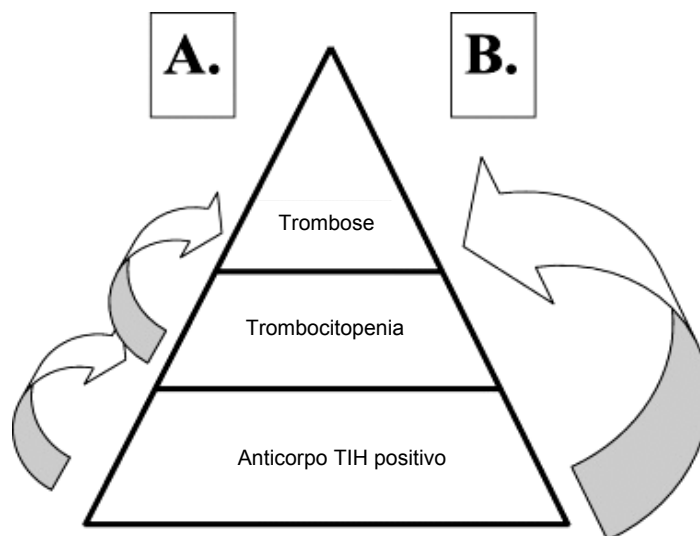 A.
B.
Trombose
Trombocitopenia
Anticorpo TIH positivo